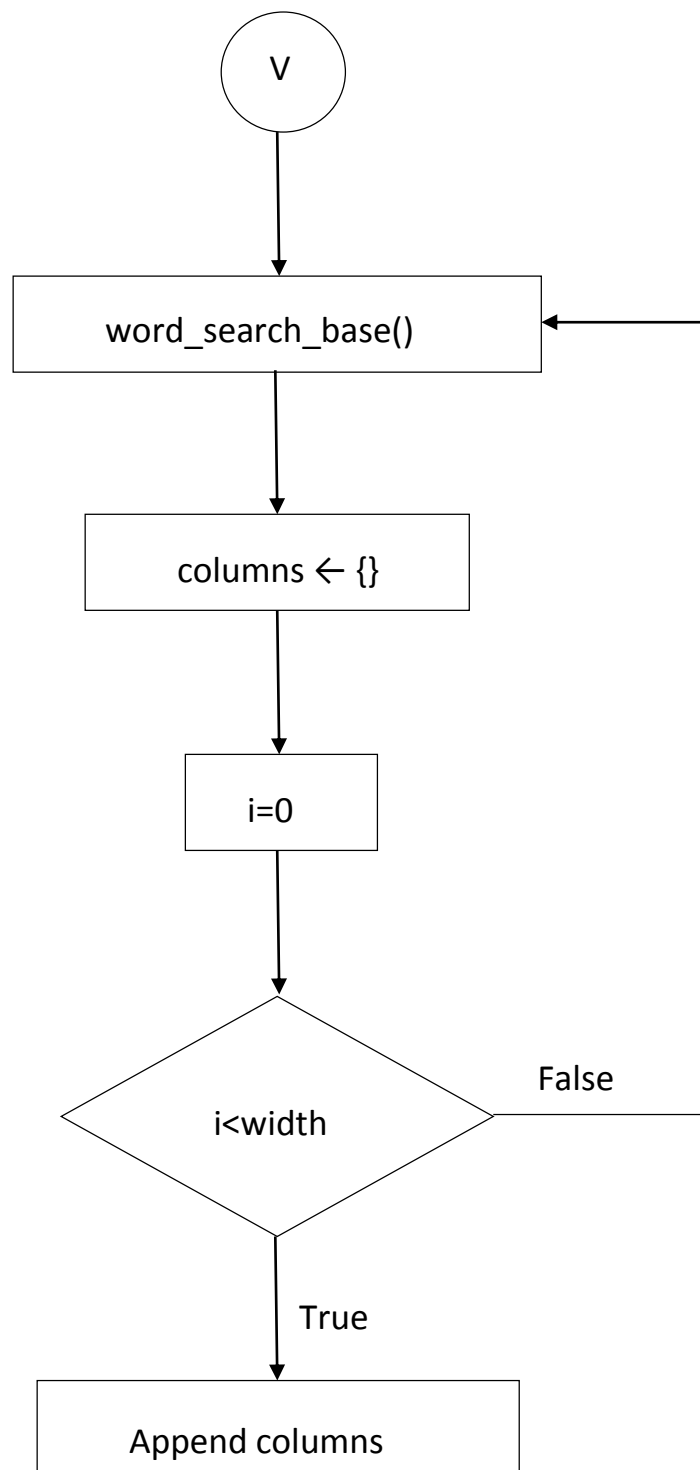 V
word_search_base()
columns ← {}
i=0
i<width
False
True
Append columns